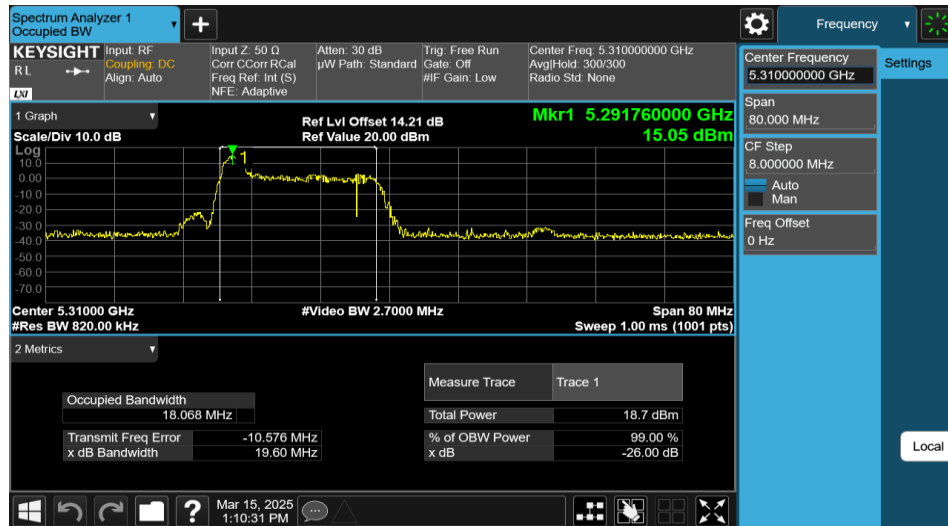 Spectrum Analyzer 1
Occupied BW
Frequency
KEYSIGHT
R L
LXI
Input: RF
Coupling: DC
Align: Auto
Input Z: 50 Ω
Corr CCorr RCal
Freq Ref: Int (S)
NFE: Adaptive
Atten: 30 dB
µW Path: Standard
Trig: Free Run
Gate: Off
#IF Gain: Low
Center Freq: 5.310000000 GHz
Avg|Hold: 300/300
Radio Std: None
Center Frequency
5.310000000 GHz
Settings
Span
80.000 MHz
CF Step
8.000000 MHz
Auto
Man
Freq Offset
0 Hz
Local
1 Graph
Scale/Div 10.0 dB
Ref Lvl Offset 14.21 dB
Ref Value 20.00 dBm
Mkr1 5.291760000 GHz
15.05 dBm
Log
1
10.0
0.00
-10.0
-20.0
-30.0
-40.0
-50.0
-60.0
-70.0
Center 5.31000 GHz
#Video BW 2.7000 MHz
Span 80 MHz
#Res BW 820.00 kHz
Sweep 1.00 ms (1001 pts)
2 Metrics
Measure Trace Trace 1
Occupied Bandwidth
18.068 MHz
Total Power 18.7 dBm
Transmit Freq Error -10.576 MHz
% of OBW Power 99.00 %
x dB Bandwidth 19.60 MHz
x dB -26.00 dB
?
Mar 15, 2025
1:10:31 PM